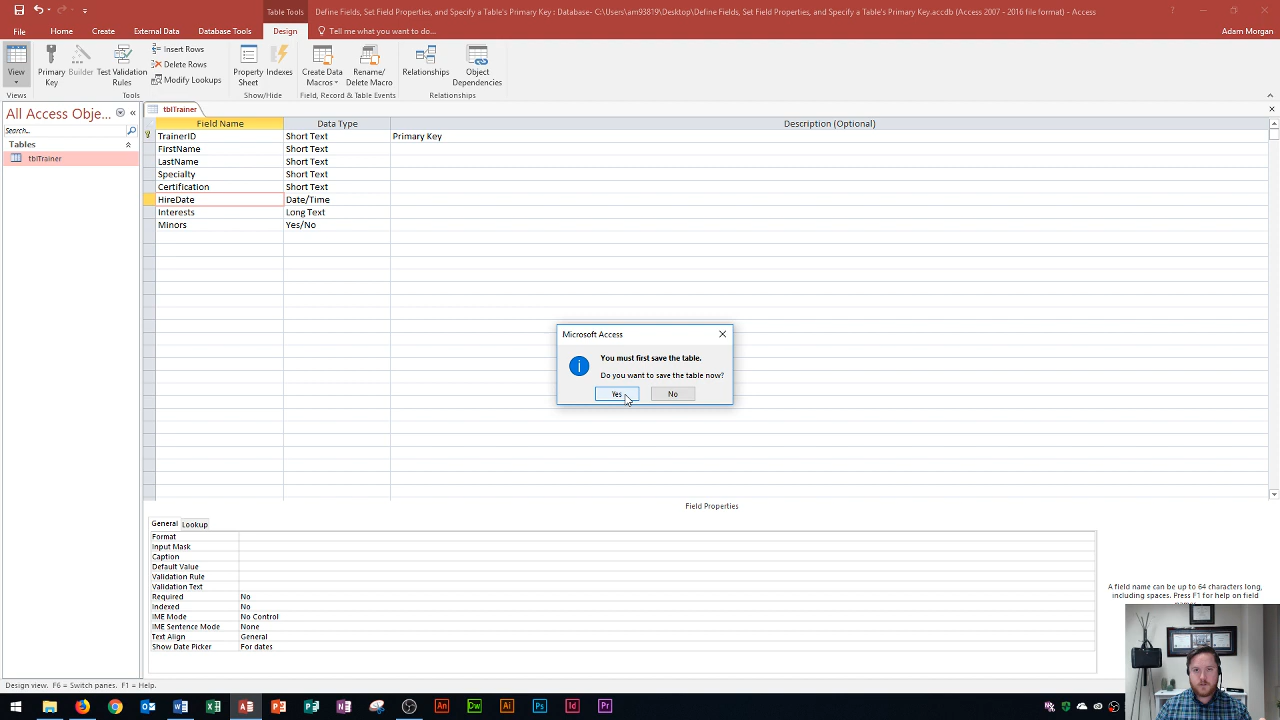 Table Tools
Define Fields, Set Field Properties, and Specify a Table's Primary Key : Database- C:\Users\am93819\Desktop\Define Fields, Set Field Properties, and Specify a Table's Primary Key.accdb (Access 2007 - 2016 file format) - Access
File Home Create External Data Database Tools Design Tell me what you want to do... Adam Morgan
View
Primary Key
Builder
Test Validation Rules
Insert Rows
Delete Rows
Modify Lookups
Property Sheet
Indexes
Create Data Macros
Rename/ Delete Macro
Relationships
Object Dependencies
Views Tools Show/Hide Field, Record & Table Events Relationships
All Access Obje...
Search...
Tables
tblTrainer
tblTrainer
Field Name Data Type Description (Optional)
TrainerID Short Text Primary Key
FirstName Short Text
LastName Short Text
Specialty Short Text
Certification Short Text
HireDate Date/Time
Interests Long Text
Minors Yes/No
Microsoft Access
You must first save the table.
Do you want to save the table now?
Yes No
Field Properties
General Lookup
Format
Input Mask
Caption
Default Value
Validation Rule
Validation Text
Required No
Indexed No
IME Mode No Control
IME Sentence Mode None
Text Align General
Show Date Picker For dates
A field name can be up to 64 characters long,
including spaces. Press F1 for help on field
Design view. F6 = Switch panes. F1 = Help.
An Dw Ai Ps Id Pr